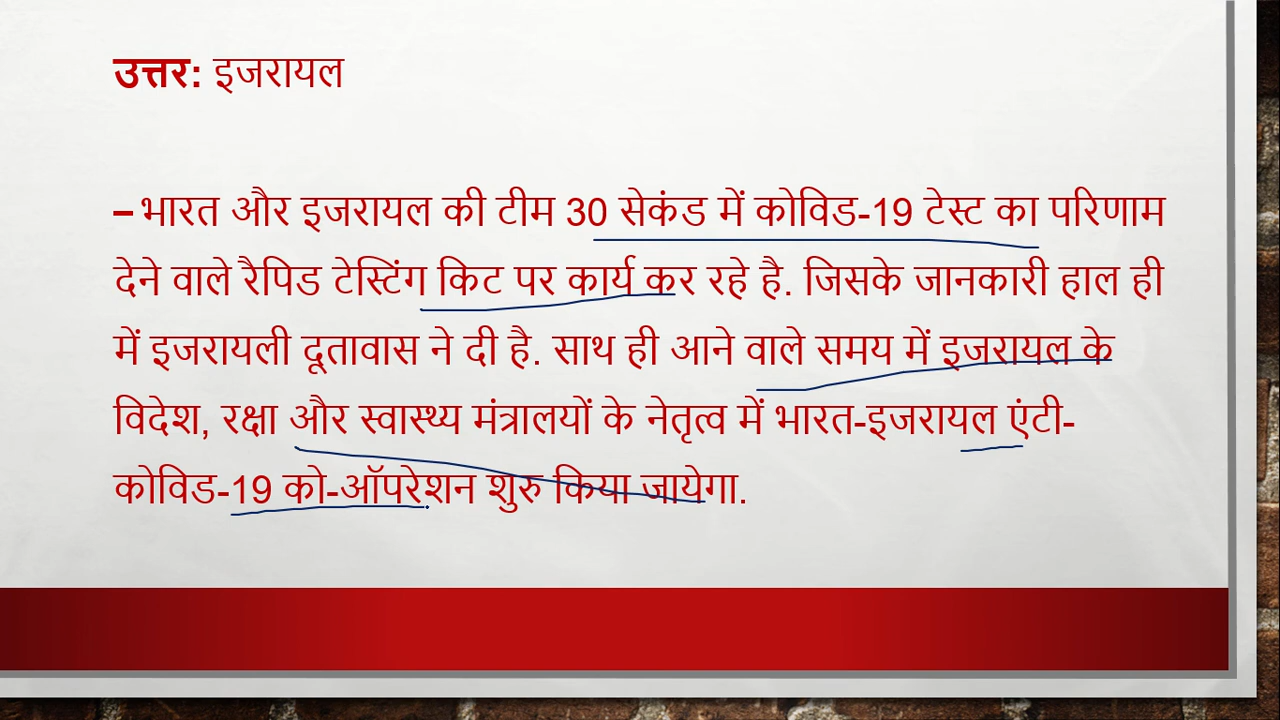 उत्तर: इजरायल
– भारत और इजरायल की टीम 30 सेकंड में कोविड-19 टेस्ट का परिणाम
देने वाले रैपिड टेस्टिंग किट पर कार्य कर रहे है. जिसके जानकारी हाल ही
में इजरायली दूतावास ने दी है. साथ ही आने वाले समय में इजरायल के
विदेश, रक्षा और स्वास्थ्य मंत्रालयों के नेतृत्व में भारत-इजरायल एंटी-
कोविड-19 को-ऑपरेशन शुरु किया जायेगा.